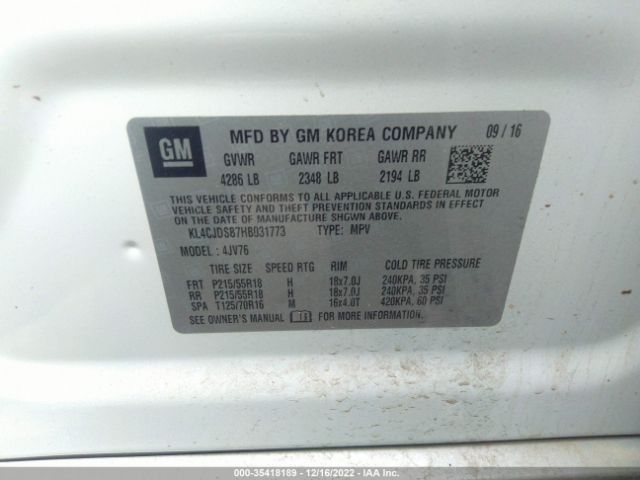 GM
MFD BY GM KOREA COMPANY 09 / 16
GVWR GAWR FRT GAWR RR
4286 LB 2348 LB 2194 LB
THIS VEHICLE CONFORMS TO ALL APPLICABLE U.S. FEDERAL MOTOR
VEHICLE SAFETY, BUMPER, AND THEFT PREVENTION STANDARDS IN
EFFECT ON THE DATE OF MANUFACTURE SHOWN ABOVE.
KL4CJDSB7HB031773 TYPE: MPV
MODEL : 4JV76
TIRE SIZE SPEED RTG RIM COLD TIRE PRESSURE
FRT P215/55R18 H 18x7.0J 240KPA, 35 PSI
RR P215/55R18 H 18x7.0J 240KPA, 35 PSI
SPA T125/70R16 M 16x4.0T 420KPA, 60 PSI
SEE OWNER'S MANUAL FOR MORE INFORMATION.
000-35418189 - 12/16/2022 - IAA Inc.